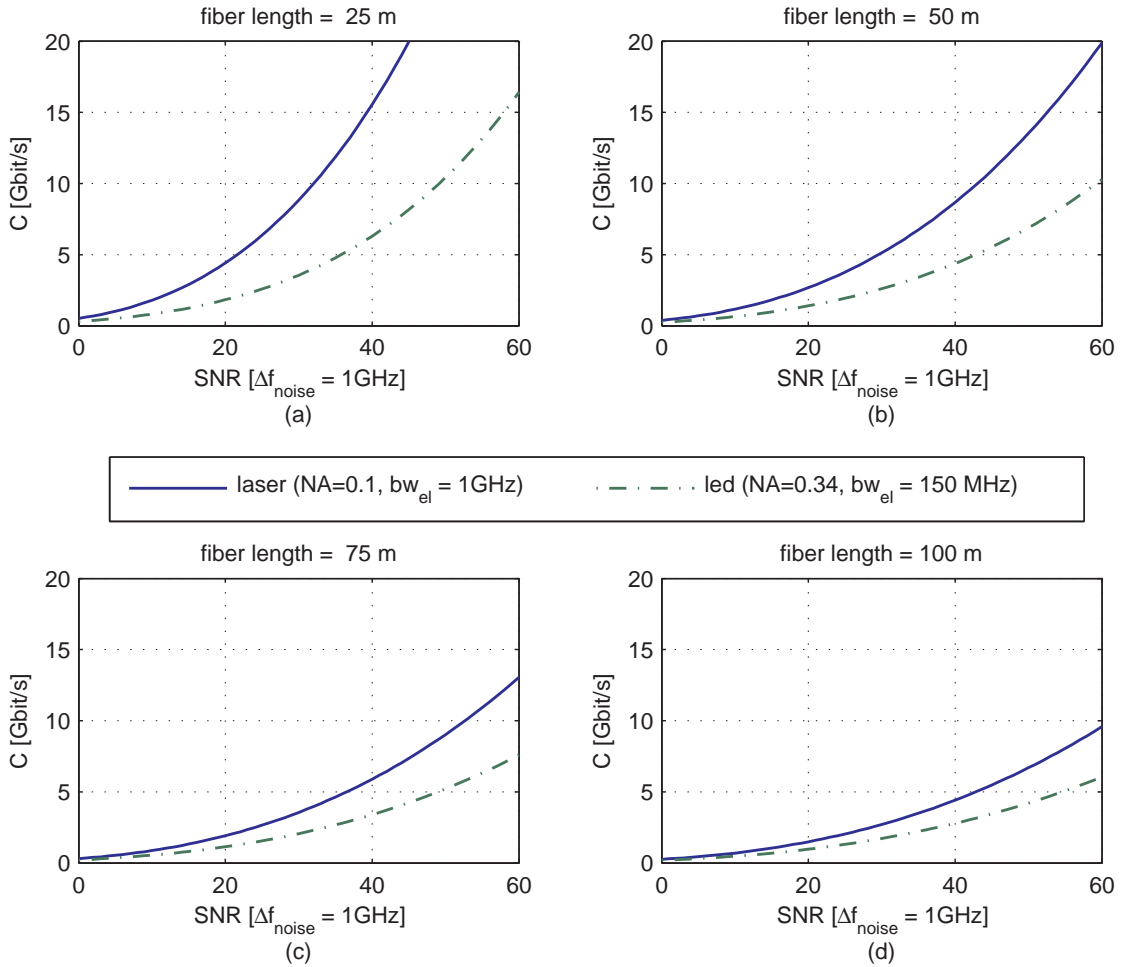 fiber length =  25 m
20
15
10
5
0
C [Gbit/s]
0 20 40 60
SNR [Δf_noise = 1GHz]
(a)
fiber length =  50 m
20
15
10
5
0
C [Gbit/s]
0 20 40 60
SNR [Δf_noise = 1GHz]
(b)
laser (NA=0.1, bw_el = 1GHz) led (NA=0.34, bw_el = 150 MHz)
fiber length =  75 m
20
15
10
5
0
C [Gbit/s]
0 20 40 60
SNR [Δf_noise = 1GHz]
(c)
fiber length = 100 m
20
15
10
5
0
C [Gbit/s]
0 20 40 60
SNR [Δf_noise = 1GHz]
(d)